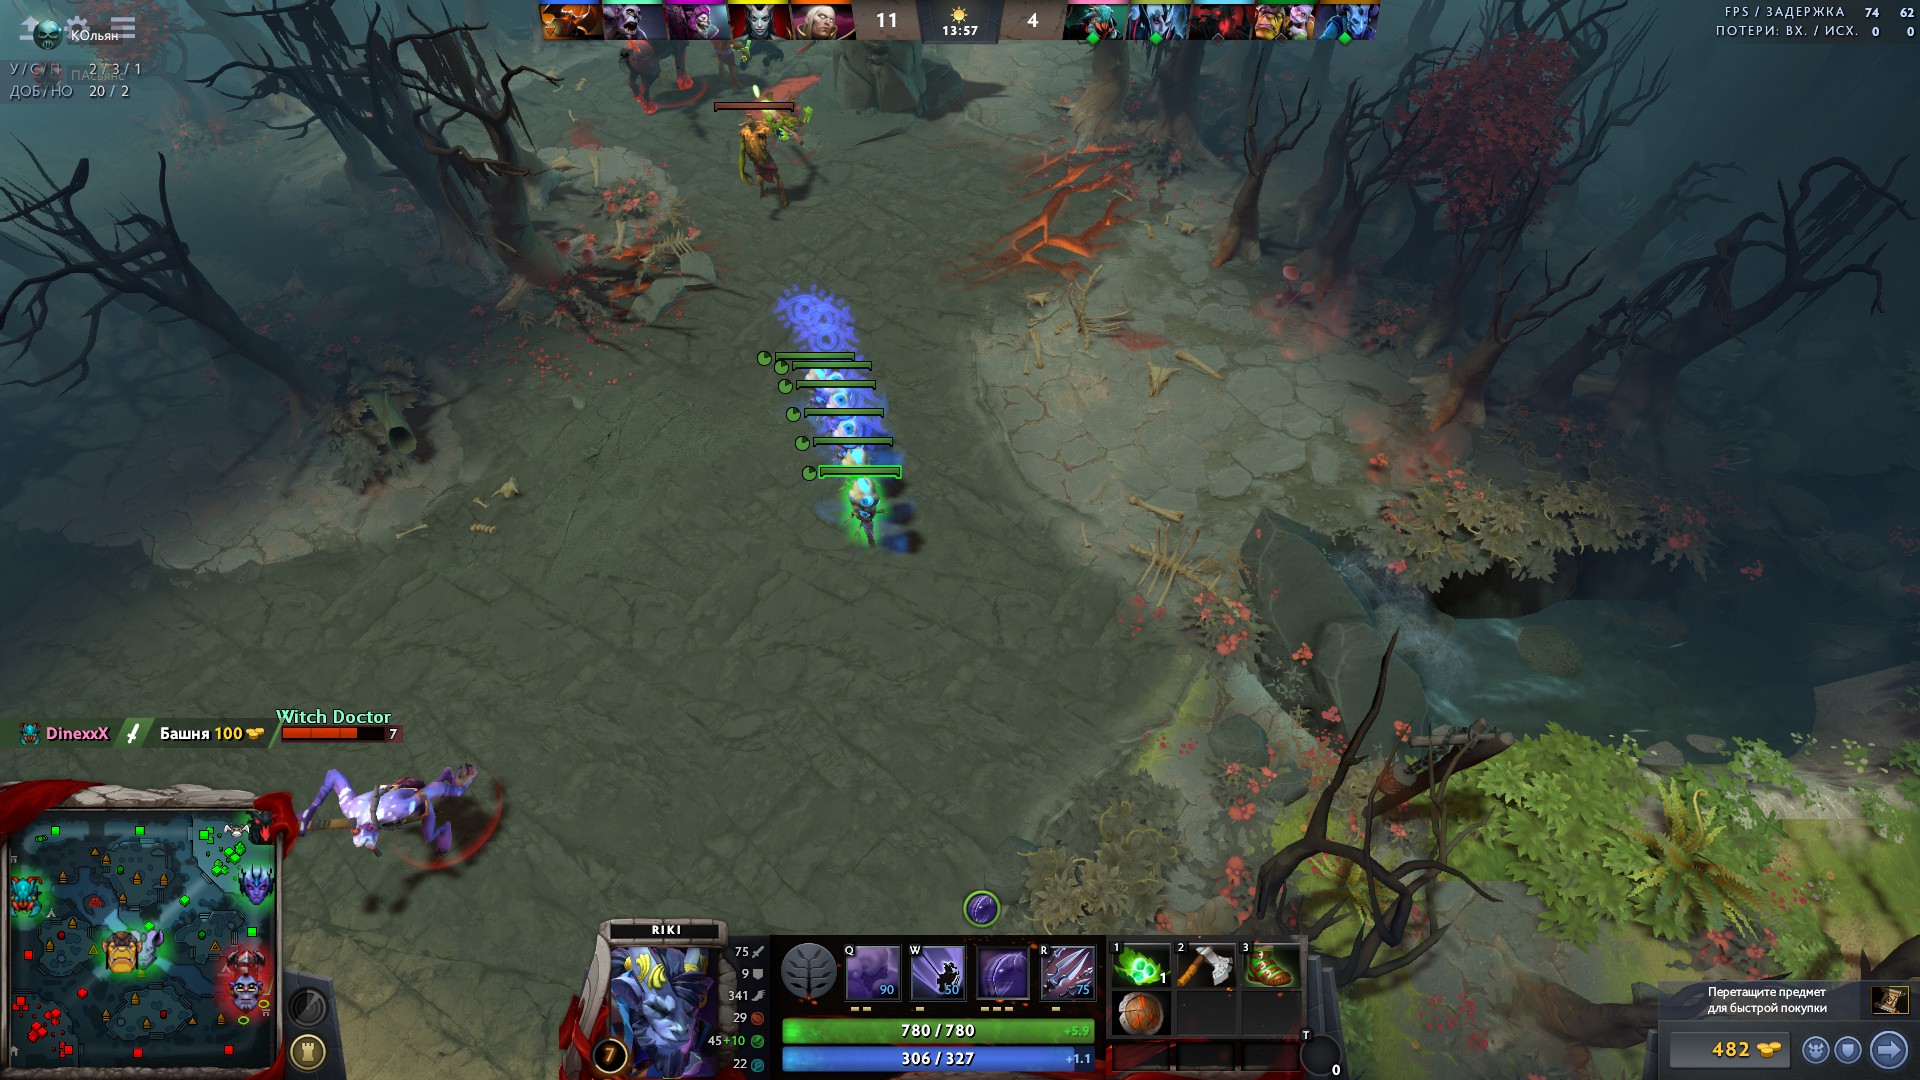 КОльян
У/С/П 2 / 3 / 1
ДОБ/НО 20 / 2
11
13:57
4
FPS / ЗАДЕРЖКА 74 62
ПОТЕРИ: ВХ. / ИСХ. 0 0
Witch Doctor
7
DinexxX Башня 100
RIKI
75
9
341
29
45+10
22
7
Q 90
W 50
R 75
780 / 780 +5.9
306 / 327 +1.1
1 1
2
3
T
0
Перетащите предмет
для быстрой покупки
482